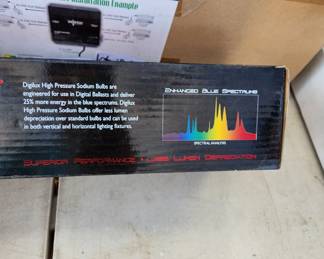 Installation Example
Digilux High Pressure Sodium Bulbs are
engineered for use in Digital Ballasts and deliver
25% more energy in the blue spectrums. Digilux
High Pressure Sodium Bulbs offer less lumen
depreciation over standard bulbs and can be used
in both vertical and horizontal lighting fixtures.
Enhanced Blue Spectrums
SPECTRAL ANALYSIS
Superior Performance • Less Lumen Depreciation